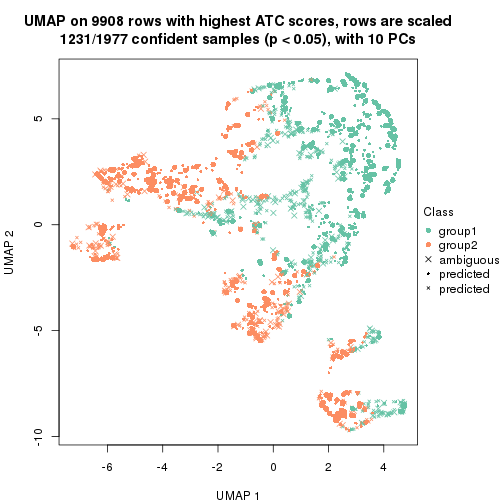 UMAP on 9908 rows with highest ATC scores, rows are scaled
1231/1977 confident samples (p < 0.05), with 10 PCs
5
0
-5
-10
UMAP 2
-6
-4
-2
0
2
4
UMAP 1
Class
group1
group2
ambiguous
predicted
predicted